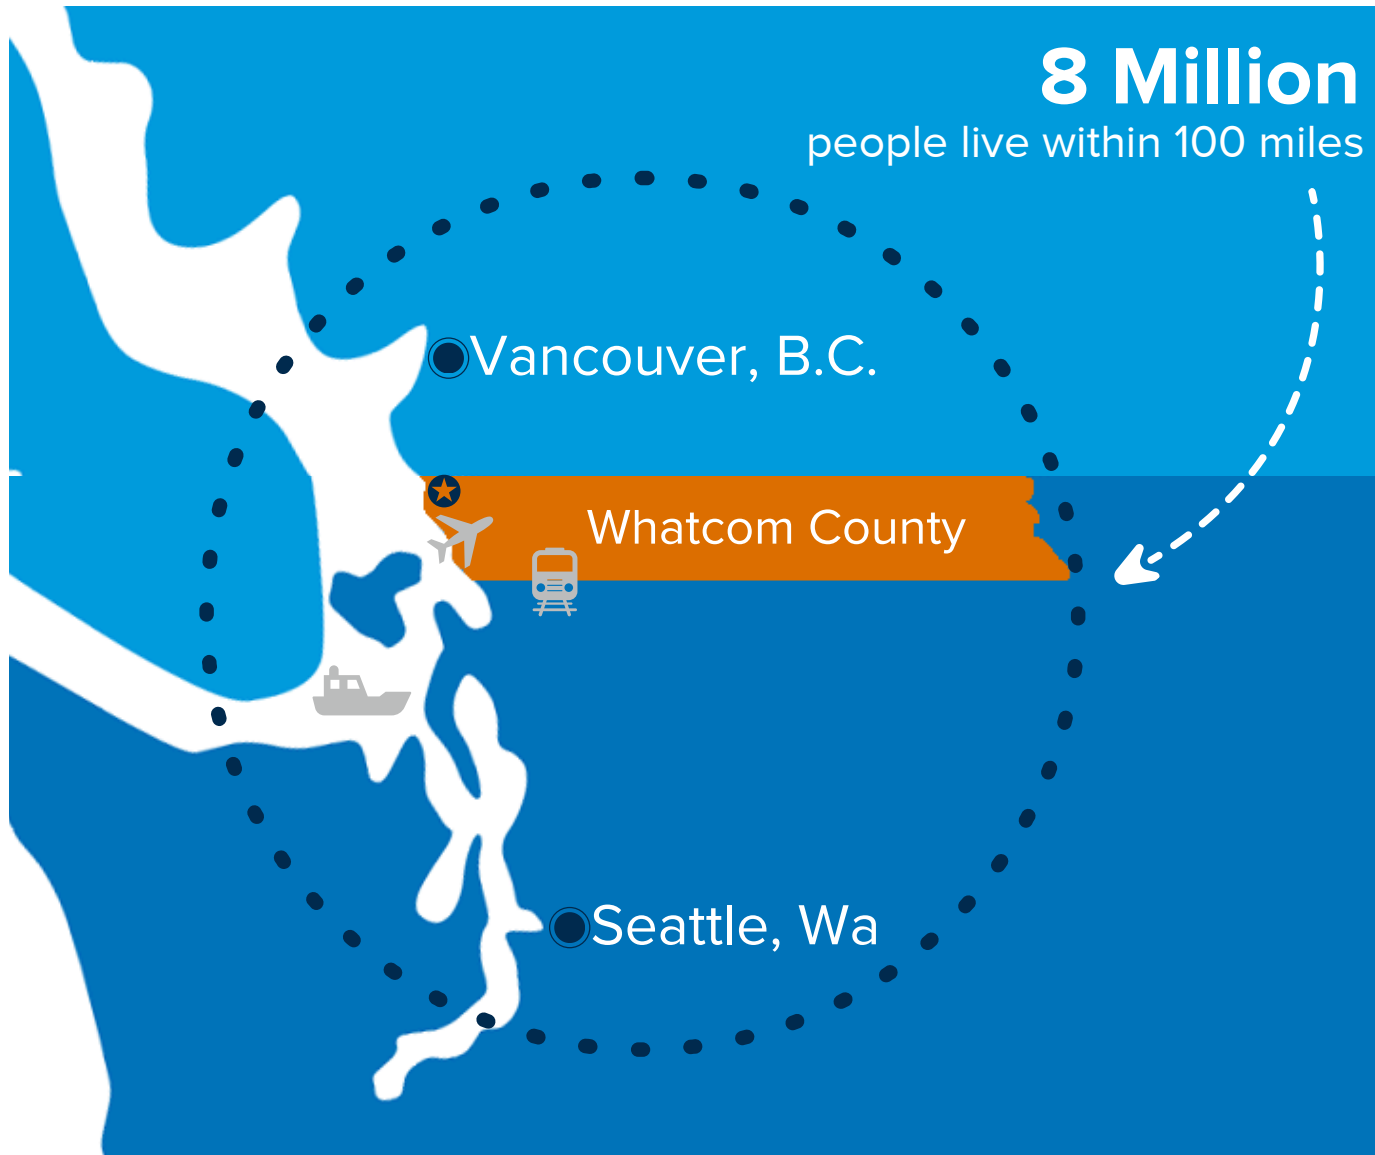 8 Million
people live within 100 miles
Vancouver, B.C.
Whatcom County
Seattle, Wa